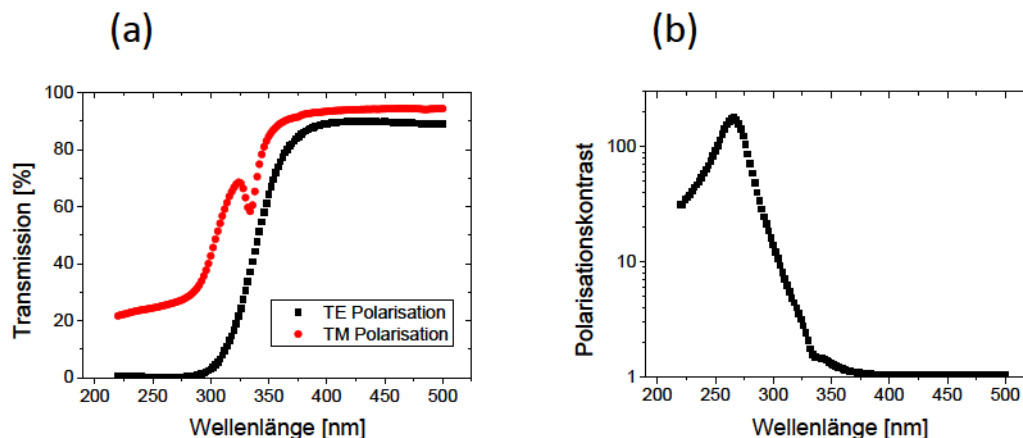 (a)
(b)
Transmission [%]
100
80
60
40
20
0
TE Polarisation
TM Polarisation
200 250 300 350 400 450 500
Wellenlänge [nm]
Polarisationskontrast
100
10
1
200 250 300 350 400 450 500
Wellenlänge [nm]